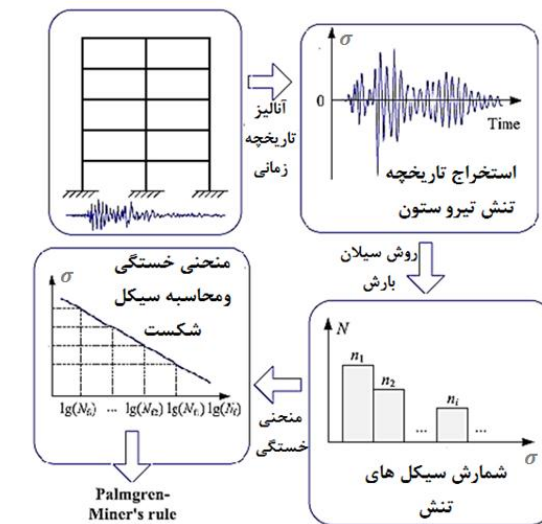 آنالیز
تاریخچه
زمانی
σ
0
Time
استخراج تاریخچه
تنش تیرو ستون
روش سیلان
بارش
N
n1
n2
ni
...
...
σ
شمارش سیکل های
تنش
منحنی
خستگی
منحنی خستگی
ومحاسبه سیکل
شکست
σ
lg(Nfi) ... lg(Nf2) lg(Nf1) lg(Nf)
Palmgren-
Miner's rule